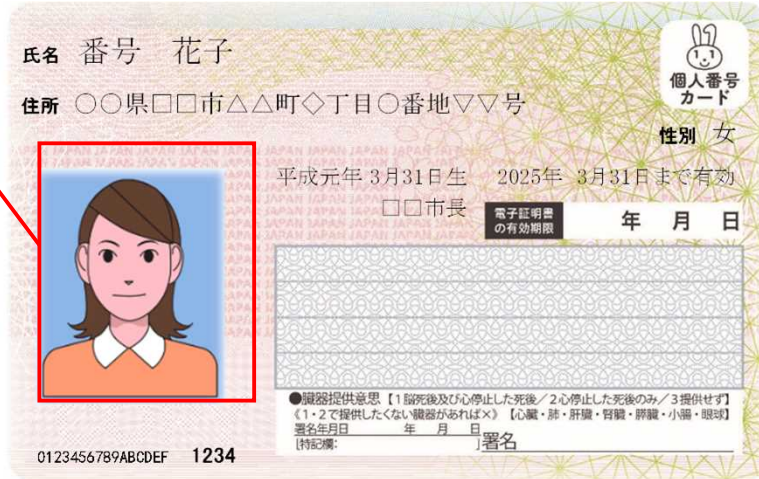 氏名 番号 花子
個人番号
カード
住所 ○○県□□市△△町◇丁目○番地▽▽号
性別 女
平成元年 3月31日生 2025年 3月31日まで有効
□□市長
電子証明書
の有効期限
年 月 日
●臓器提供意思【1脳死後及び心停止した死後/2心停止した死後のみ/3提供せず】
《1・2で提供したくない臓器があれば×》【心臓・肺・肝臓・腎臓・膵臓・小腸・眼球】
署名年月日 年 月 日
[特記欄: ]署名
0123456789ABCDEF 1234